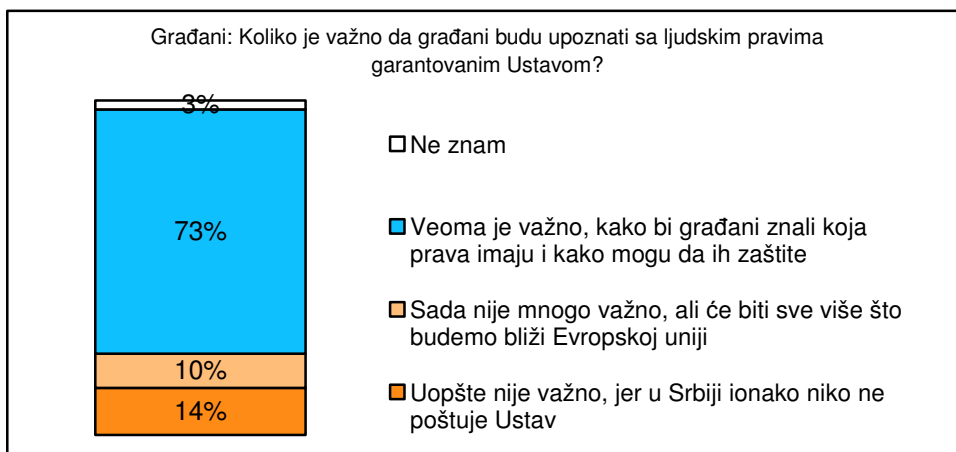 Građani: Koliko je važno da građani budu upoznati sa ljudskim pravima
garantovanim Ustavom?
3%
Ne znam
73%
Veoma je važno, kako bi građani znali koja
prava imaju i kako mogu da ih zaštite
Sada nije mnogo važno, ali će biti sve više što
budemo bliži Evropskoj uniji
10%
Uopšte nije važno, jer u Srbiji ionako niko ne
poštuje Ustav
14%